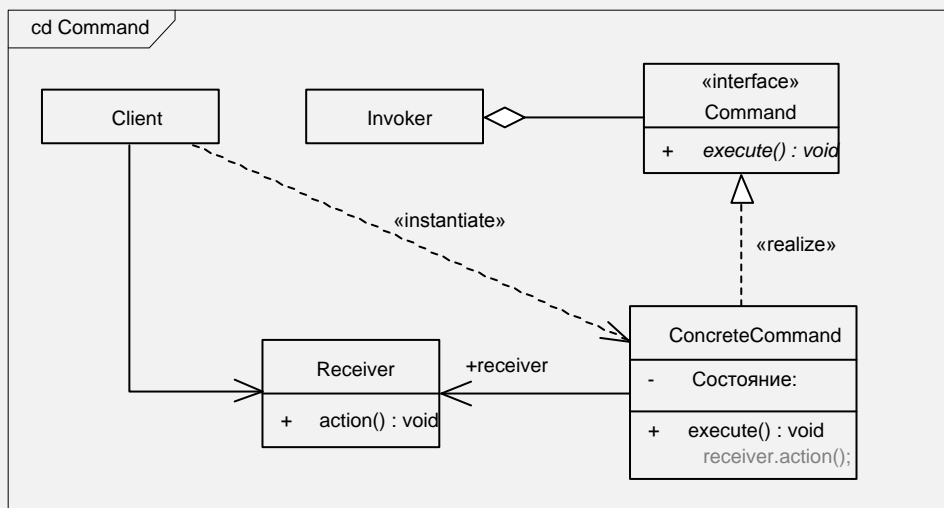 cd Command
«interface»
Client
Invoker
Command
+ execute() : void
«instantiate»
«realize»
ConcreteCommand
Receiver
+receiver
- Состояние:
+ action() : void
+ execute() : void
receiver.action();